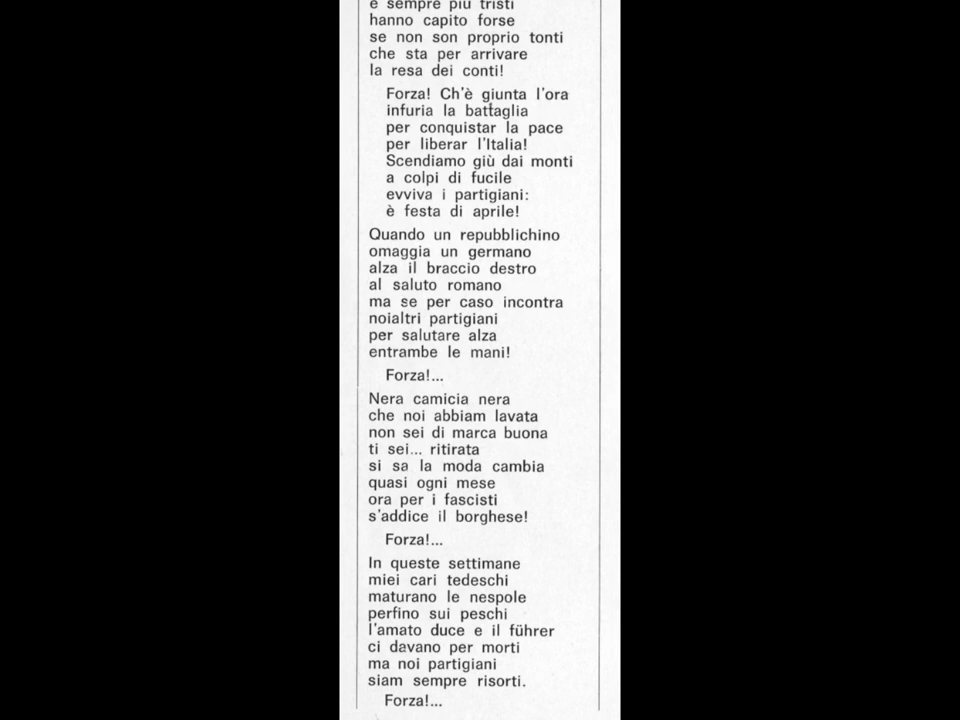 e sempre più tristi
hanno capito forse
se non son proprio tonti
che sta per arrivare
la resa dei conti!
Forza! Ch'è giunta l'ora
infuria la battaglia
per conquistar la pace
per liberar l'Italia!
Scendiamo giù dai monti
a colpi di fucile
evviva i partigiani:
è festa di aprile!
Quando un repubblichino
omaggia un germano
alza il braccio destro
al saluto romano
ma se per caso incontra
noialtri partigiani
per salutare alza
entrambe le mani!
Forza!...
Nera camicia nera
che noi abbiam lavata
non sei di marca buona
ti sei... ritirata
si sa la moda cambia
quasi ogni mese
ora per i fascisti
s'addice il borghese!
Forza!...
In queste settimane
miei cari tedeschi
maturano le nespole
perfino sui peschi
l'amato duce e il führer
ci davano per morti
ma noi partigiani
siam sempre risorti.
Forza!...